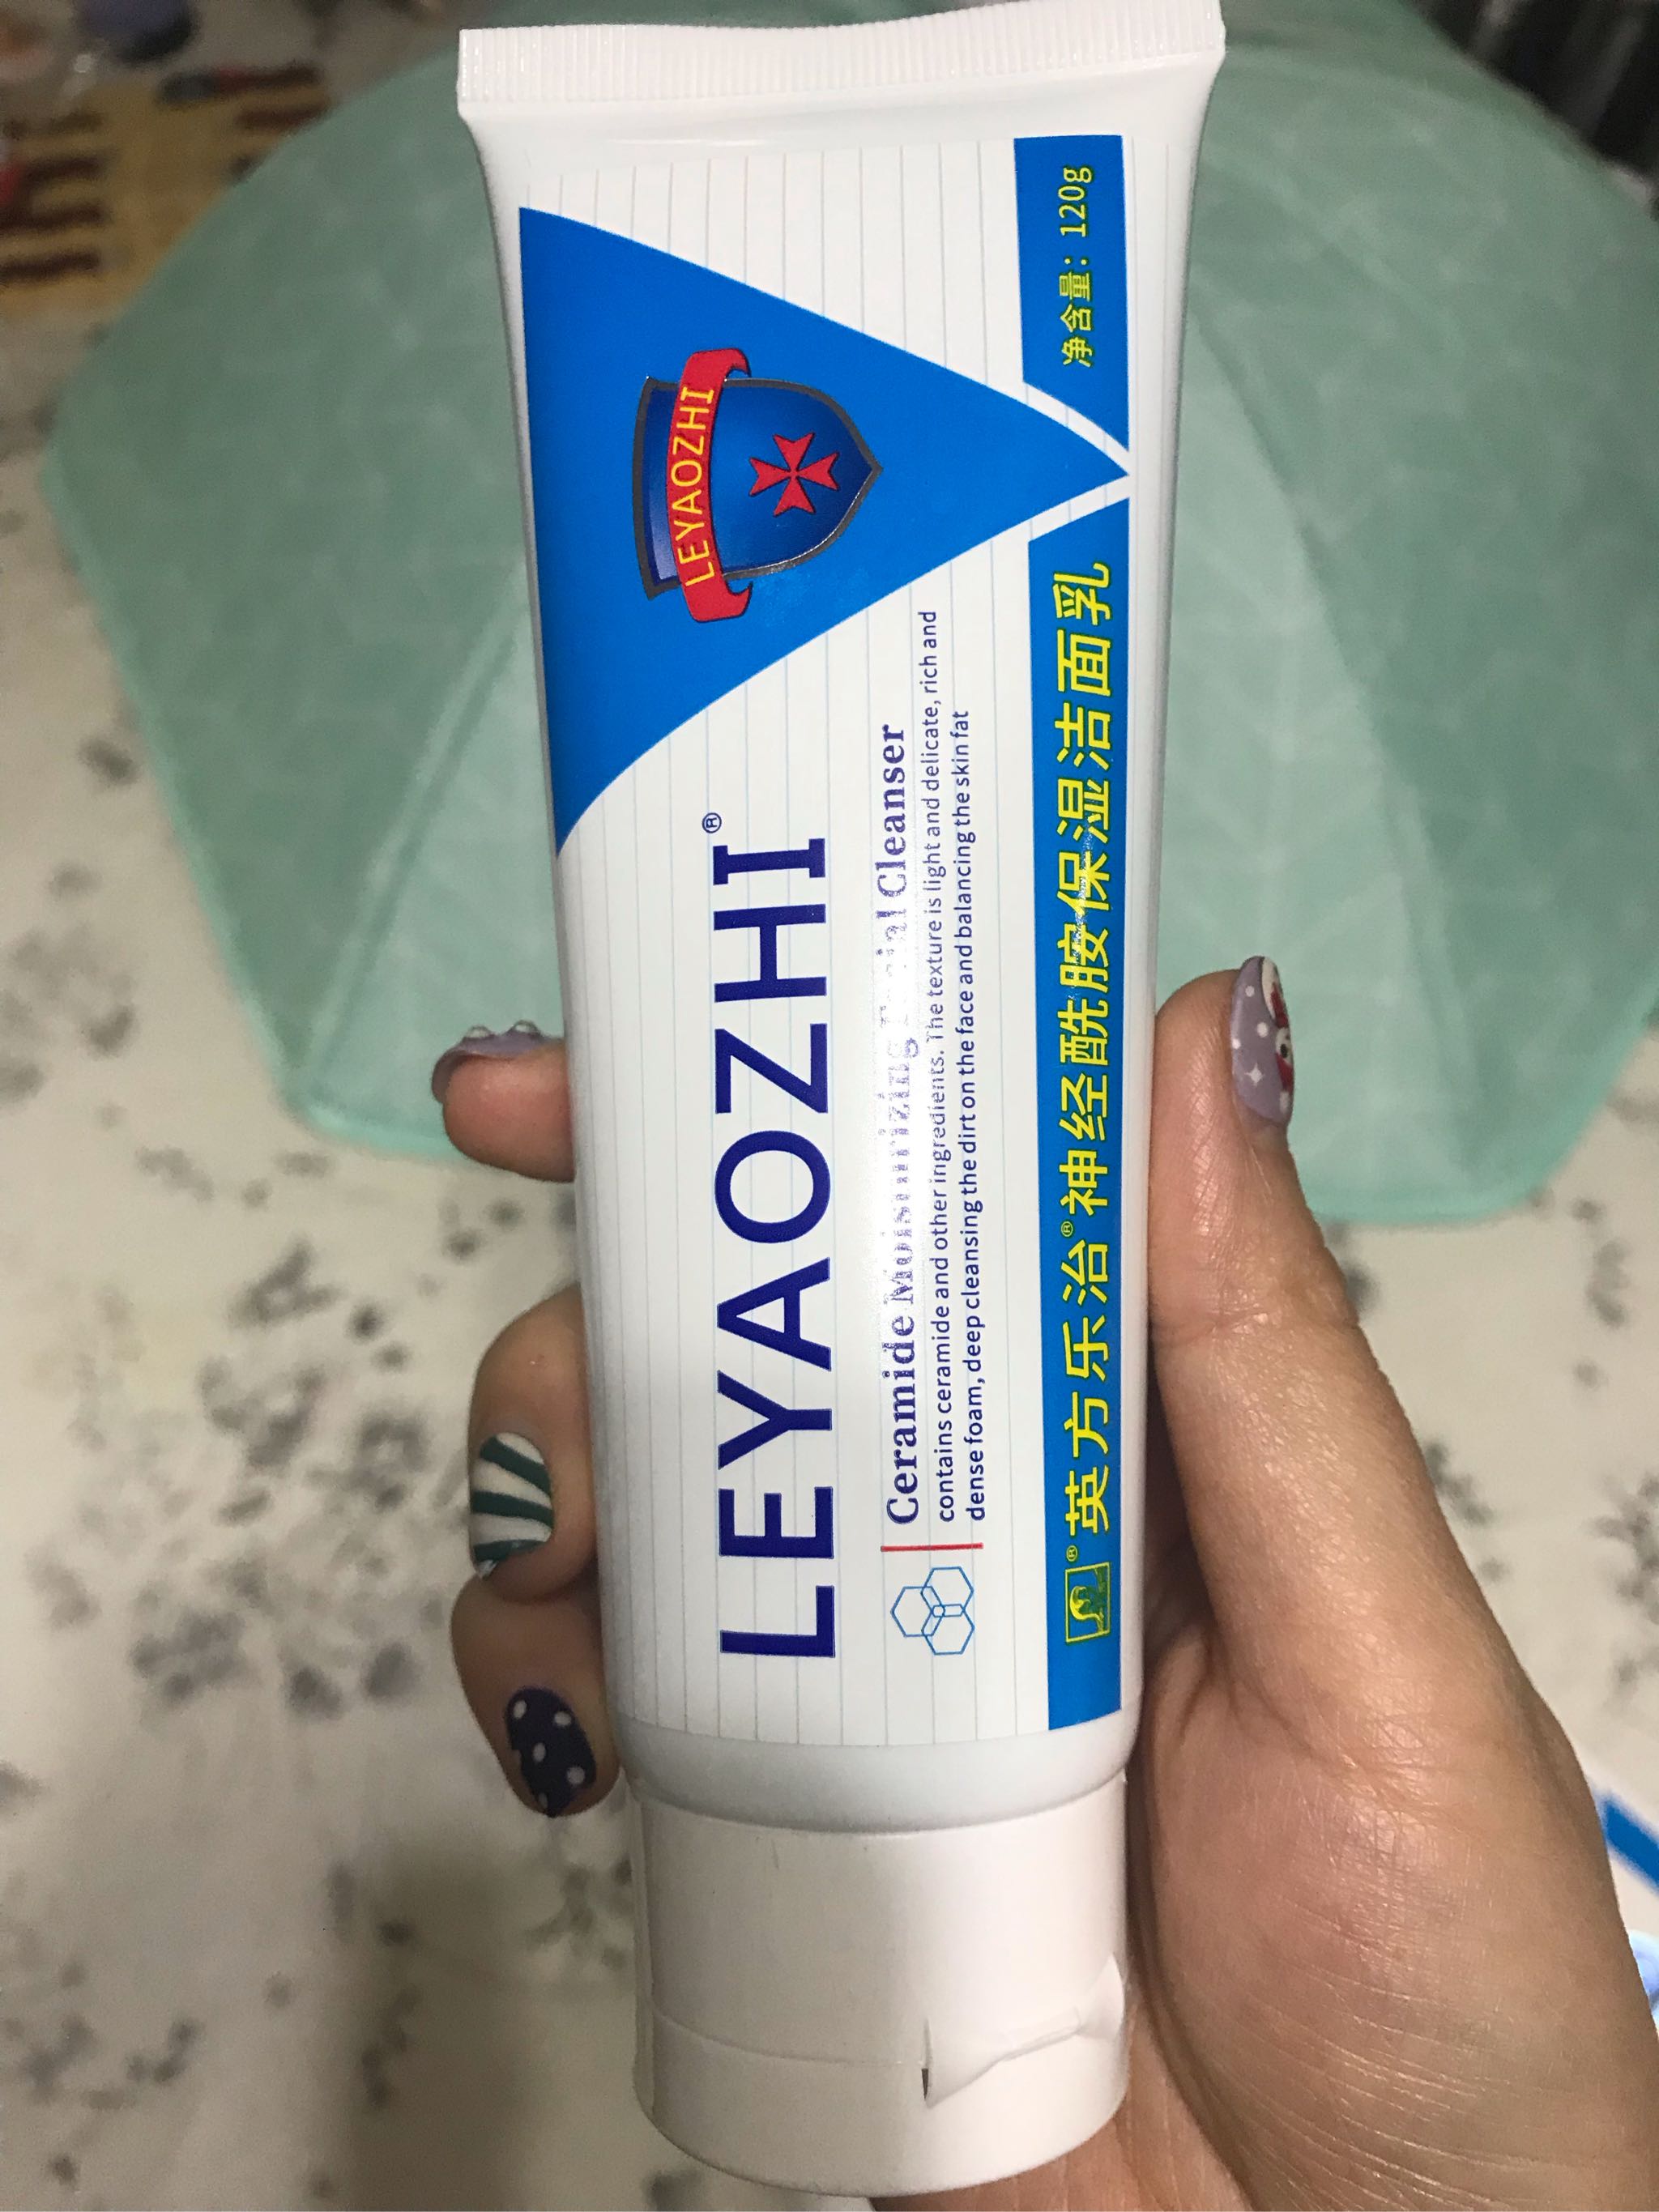 LEYAOZHI
LEYAOZHI®
Ceramide Moisturizing Facial Cleanser
contains ceramide and other ingredients. The texture is light and delicate, rich and
dense foam, deep cleansing the dirt on the face and balancing the skin fat
®英方乐治®神经酰胺保湿洁面乳
净含量：120g